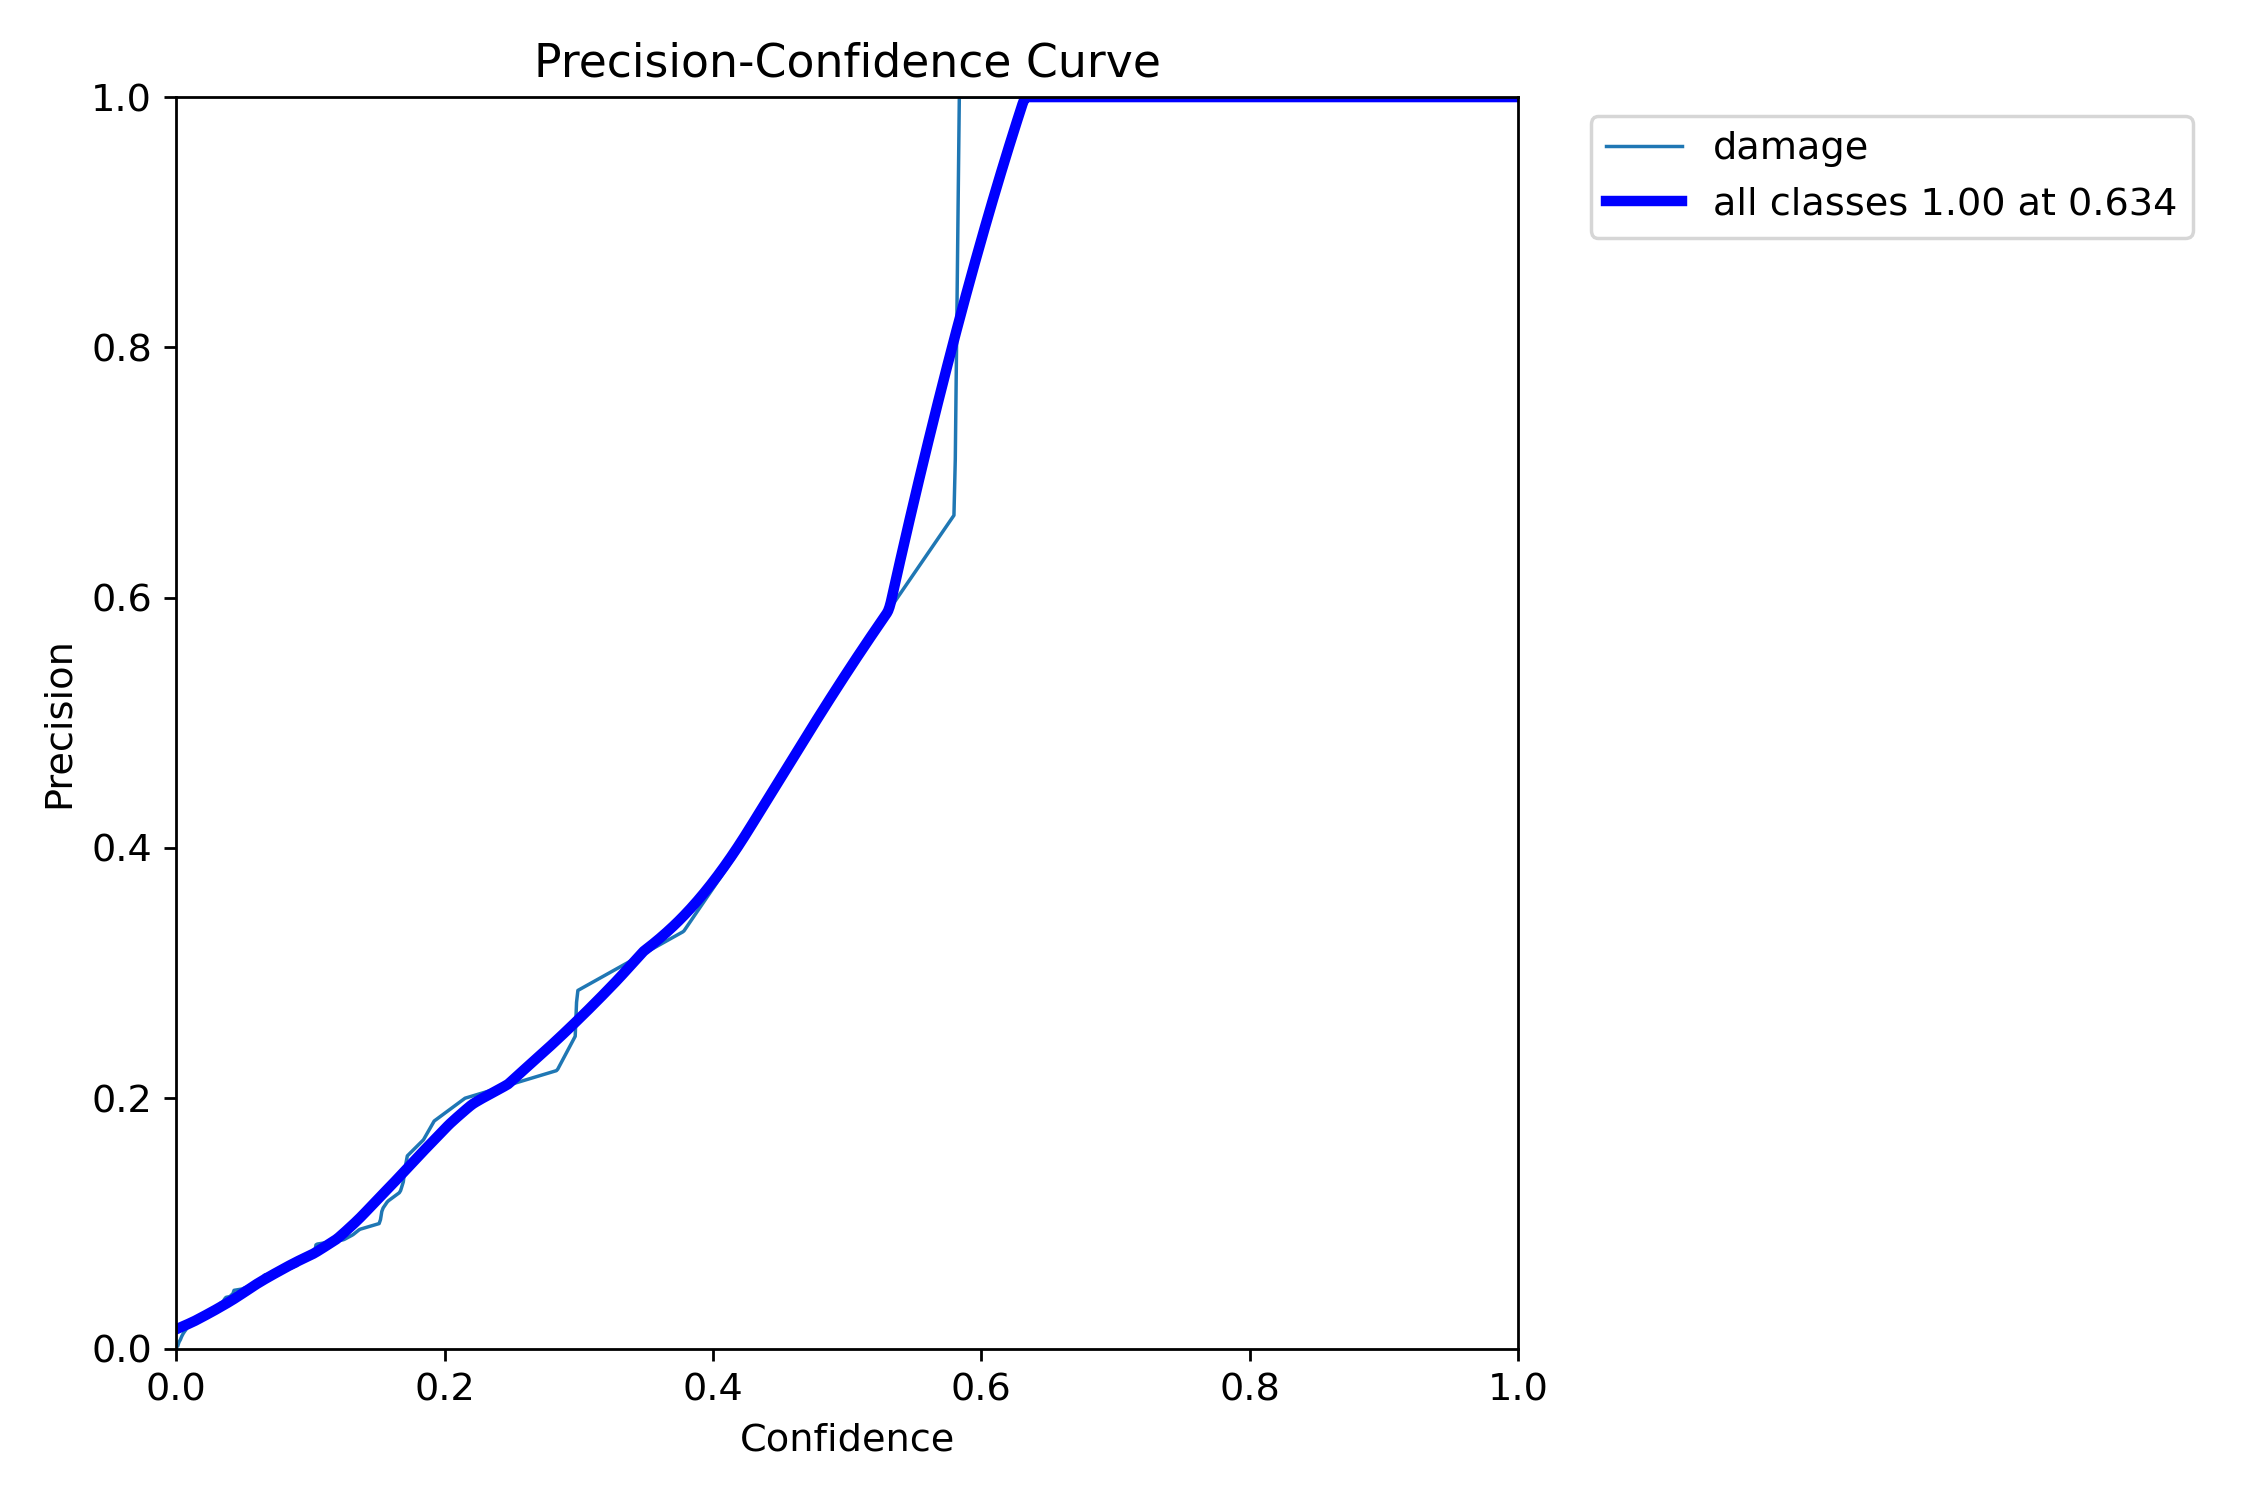 Precision-Confidence Curve
damage
all classes 1.00 at 0.634
1.0
0.8
0.6
0.4
0.2
0.0
Precision
0.0 0.2 0.4 0.6 0.8 1.0
Confidence